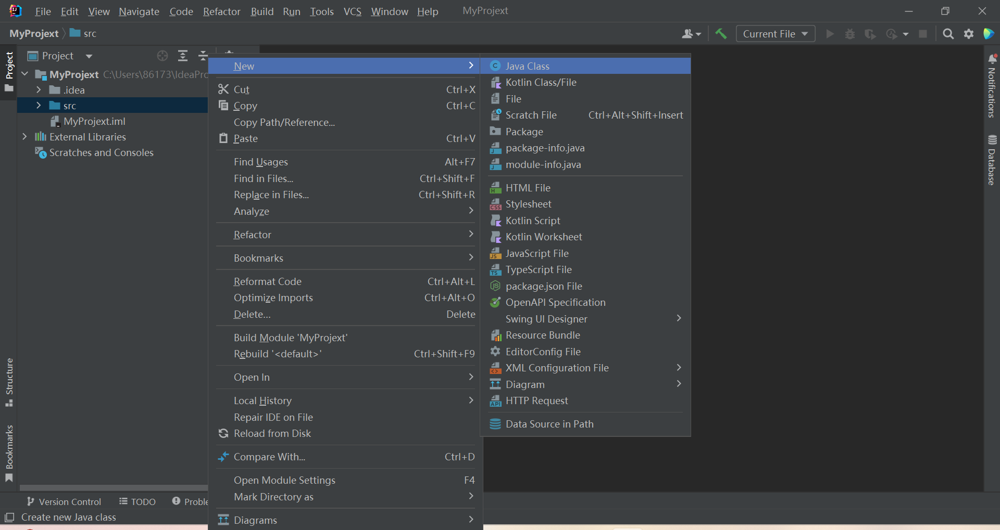 File Edit View Navigate Code Refactor Build Run Tools VCS Window Help MyProjext
MyProjext src
Current File
Project
Project
MyProjext C:\Users\86173\IdeaPro
.idea
src
MyProjext.iml
External Libraries
Scratches and Consoles
Structure
Bookmarks
New
Cut Ctrl+X
Copy Ctrl+C
Copy Path/Reference...
Paste Ctrl+V
Find Usages Alt+F7
Find in Files... Ctrl+Shift+F
Replace in Files... Ctrl+Shift+R
Analyze
Refactor
Bookmarks
Reformat Code Ctrl+Alt+L
Optimize Imports Ctrl+Alt+O
Delete... Delete
Build Module 'MyProjext'
Rebuild '<default>' Ctrl+Shift+F9
Open In
Local History
Repair IDE on File
Reload from Disk
Compare With... Ctrl+D
Open Module Settings F4
Mark Directory as
Diagrams
Java Class
Kotlin Class/File
File
Scratch File Ctrl+Alt+Shift+Insert
Package
package-info.java
module-info.java
HTML File
Stylesheet
Kotlin Script
Kotlin Worksheet
JavaScript File
TypeScript File
package.json File
OpenAPI Specification
Swing UI Designer
Resource Bundle
EditorConfig File
XML Configuration File
Diagram
HTTP Request
Data Source in Path
Notifications
Database
Version Control TODO Proble
Create new Java class